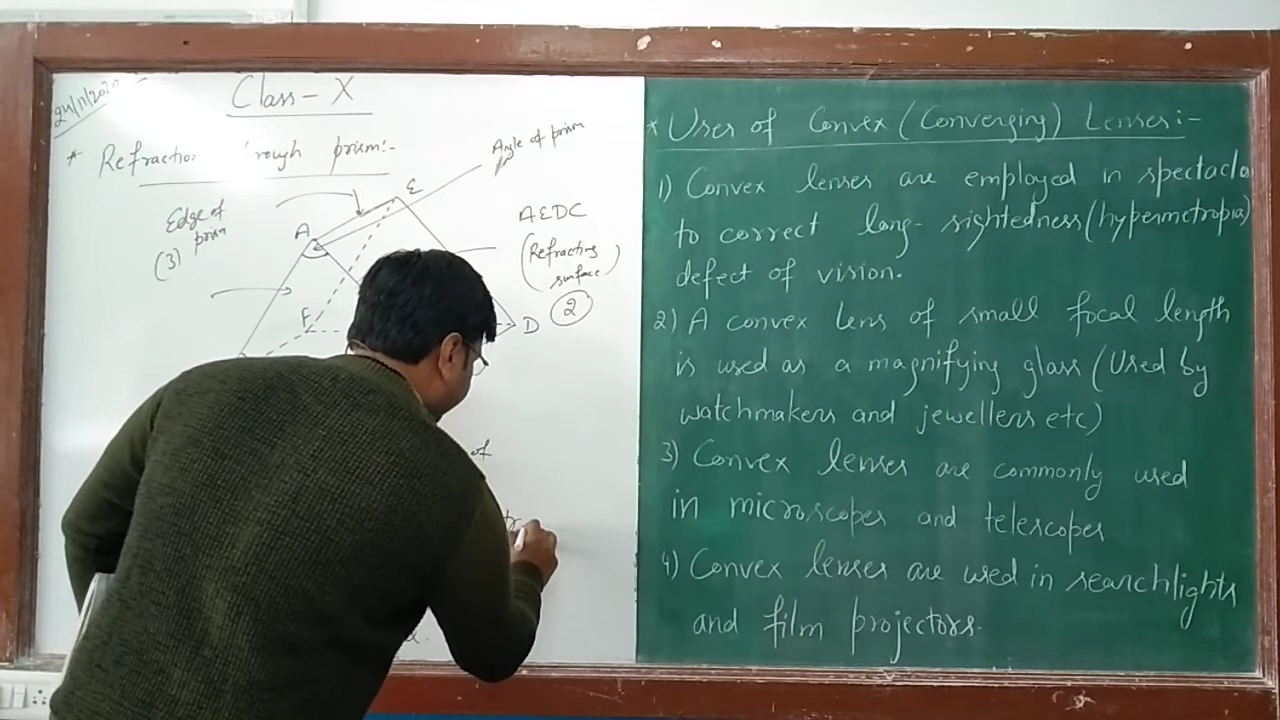 Class - X
* Refraction through prism:-
Angle of prism
E
Edge of
prism
(3)
A
AEDC
(Refracting
surface)
2
F
D
of
* Uses of Convex (Converging) Lenses:-
1) Convex lenses are employed in spectacle
to correct long-sightedness (hypermetropia)
defect of vision.
2) A convex lens of small focal length
is used as a magnifying glass (Used by
watchmakers and jewellers etc)
3) Convex lenses are commonly used
in microscopes and telescopes
4) Convex lenses are used in searchlights
and film projectors.